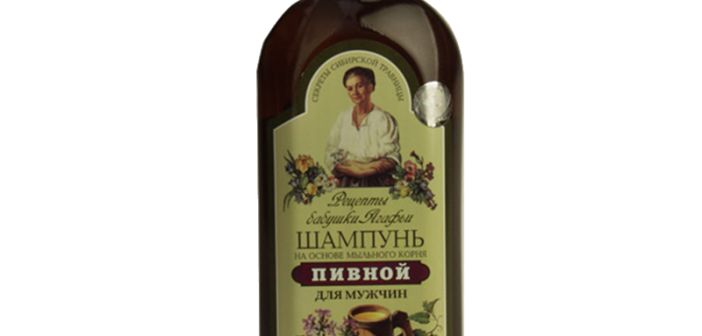 СЕКРЕТЫ СИБИРСКОЙ ТРАВНИЦЫ
Рецепты
бабушки Агафьи
ШАМПУНЬ
НА ОСНОВЕ МЫЛЬНОГО КОРНЯ
ПИВНОЙ
ДЛЯ МУЖЧИН